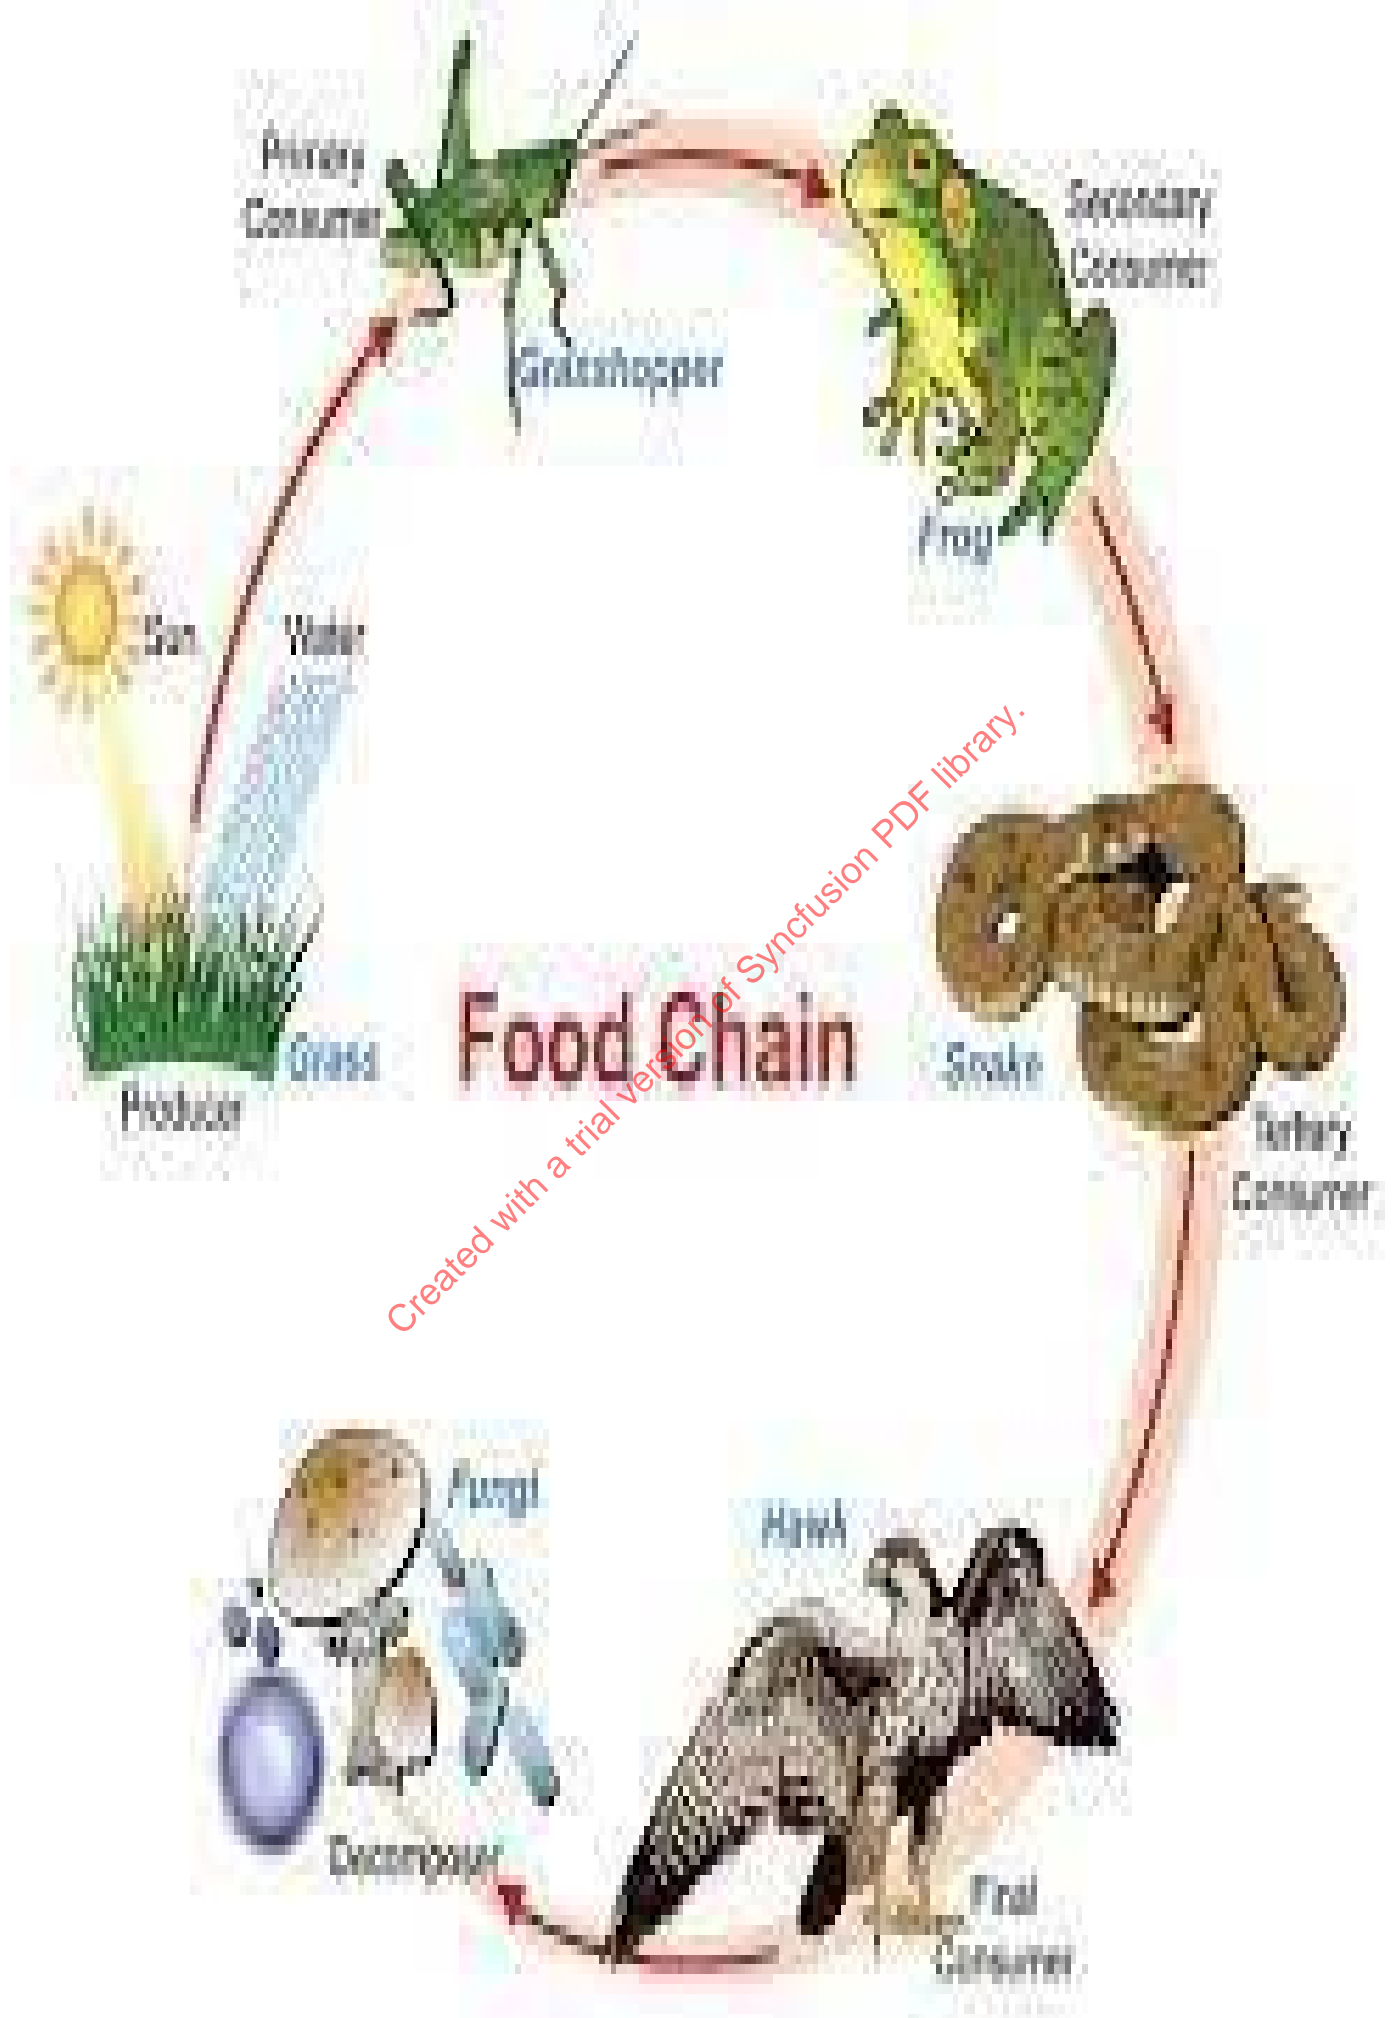 Primary
Consumer
Secondary
Consumer
Grasshopper
Frog
Sun
Water
Created with a trial version of Syncfusion PDF library.
Food Chain
Grass
Producer
Snake
Tertiary
Consumer
Fungi
Hawk
Decomposer
Final
Consumer